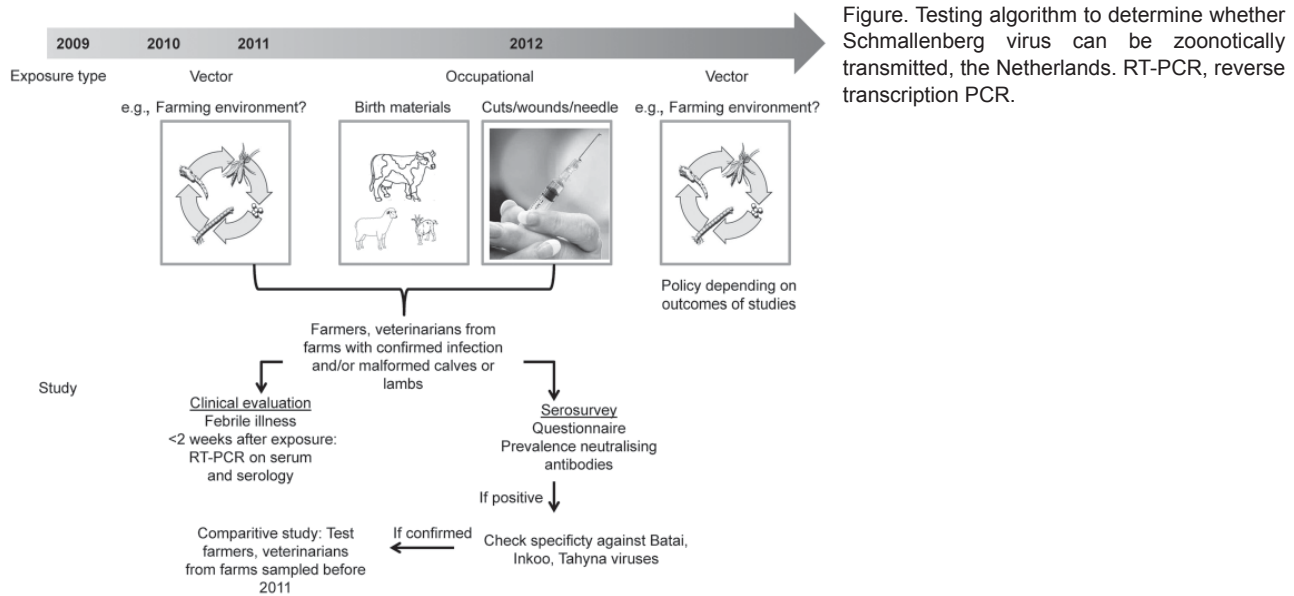 2009 2010 2011 2012
Exposure type Vector Occupational Vector
e.g., Farming environment? Birth materials Cuts/wounds/needle e.g., Farming environment?
Policy depending on
outcomes of studies
Farmers, veterinarians from
farms with confirmed infection
and/or malformed calves or
lambs
Study
Clinical evaluation
Febrile illness
<2 weeks after exposure:
RT-PCR on serum
and serology
Serosurvey
Questionnaire
Prevalence neutralising
antibodies
If positive
Check specificty against Batai,
Inkoo, Tahyna viruses
If confirmed
Comparitive study: Test
farmers, veterinarians
from farms sampled before
2011
Figure. Testing algorithm to determine whether
Schmallenberg virus can be zoonotically
transmitted, the Netherlands. RT-PCR, reverse
transcription PCR.